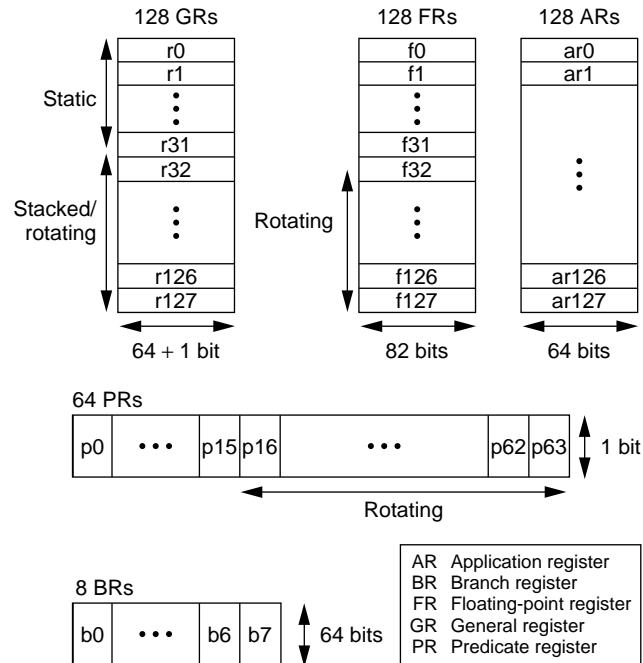 128 GRs
128 FRs
128 ARs
r0
r1
r31
r32
r126
r127
Static
Stacked/
rotating
64 + 1 bit
f0
f1
f31
f32
f126
f127
Rotating
82 bits
ar0
ar1
ar126
ar127
64 bits
64 PRs
p0
p15
p16
p62
p63
1 bit
Rotating
8 BRs
b0
b6
b7
64 bits
AR Application register
BR Branch register
FR Floating-point register
GR General register
PR Predicate register